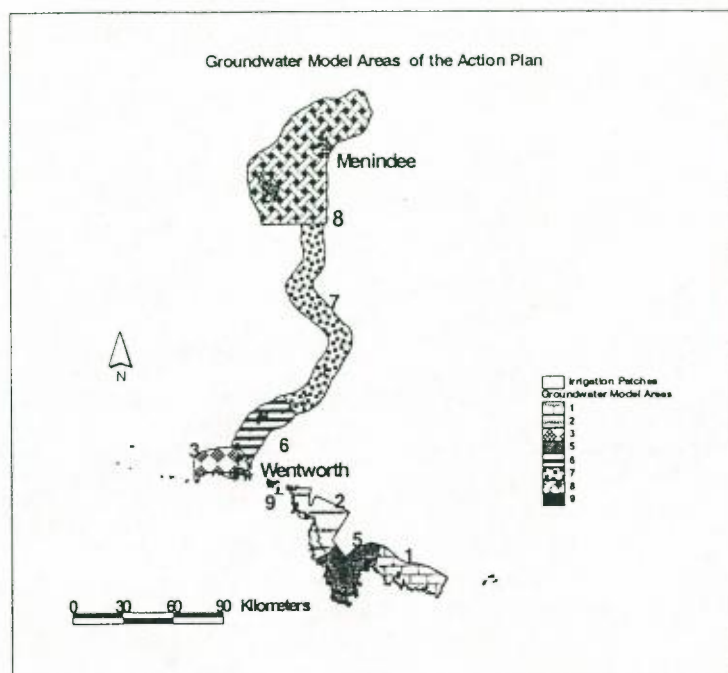 Groundwater Model Areas of the Action Plan
Menindee
8
7
N
6
3
Wentworth
9
2
5
1
0 30 60 90 Kilometers
Irrigation Patches
Groundwater Model Areas
1
2
3
5
6
7
8
9